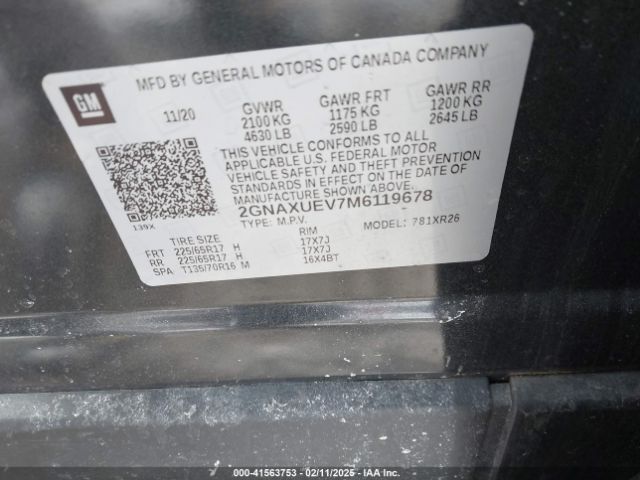 MFD BY GENERAL MOTORS OF CANADA COMPANY
GM
11/20 GVWR GAWR FRT GAWR RR
2100 KG 1175 KG 1200 KG
4630 LB 2590 LB 2645 LB
THIS VEHICLE CONFORMS TO ALL
APPLICABLE U.S. FEDERAL MOTOR
VEHICLE SAFETY AND THEFT PREVENTION
STANDARDS IN EFFECT ON THE DATE OF
MANUFACTURE SHOWN ABOVE.
2GNAXUEV7M6119678
139X
TYPE: M.P.V. MODEL: 781XR26
TIRE SIZE RIM
FRT 225/65R17 H 17X7J
RR 225/65R17 H 17X7J
SPA T135/70R16 M 16X4BT
00-41563753 - 02/11/2025 - IAA Inc.